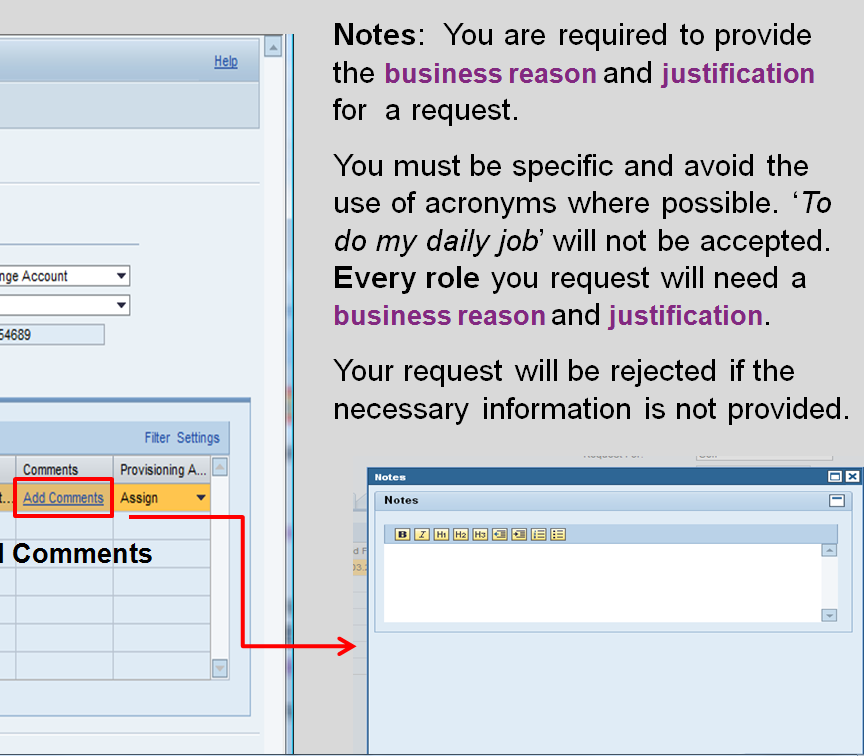 Help
nge Account
54689
Filter Settings
Comments
Provisioning A...
t...
Add Comments
Assign
Comments
Notes: You are required to provide
the business reason and justification
for a request.
You must be specific and avoid the
use of acronyms where possible. ‘To
do my daily job’ will not be accepted.
Every role you request will need a
business reason and justification.
Your request will be rejected if the
necessary information is not provided.
Notes
Notes
B I H1 H2 H3
d F
03.2